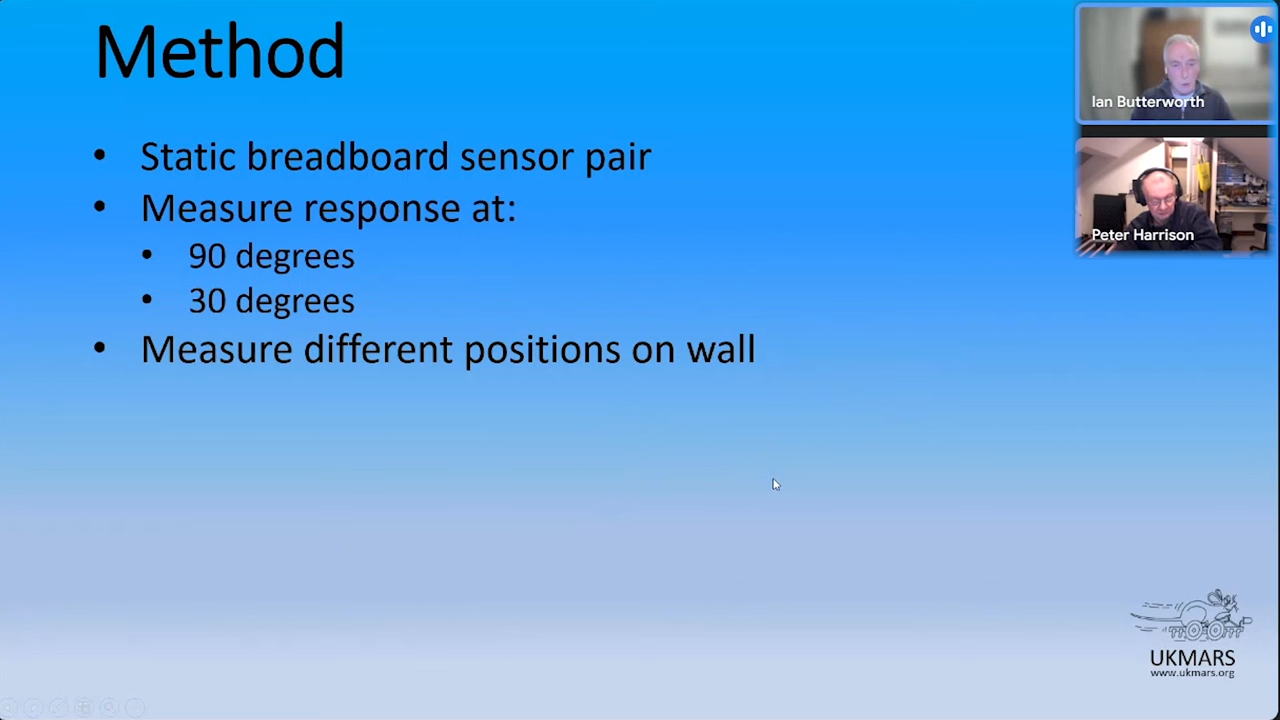 Method
• Static breadboard sensor pair
• Measure response at:
• 90 degrees
• 30 degrees
• Measure different positions on wall
Ian Butterworth
Peter Harrison
UKMARS
www.ukmars.org